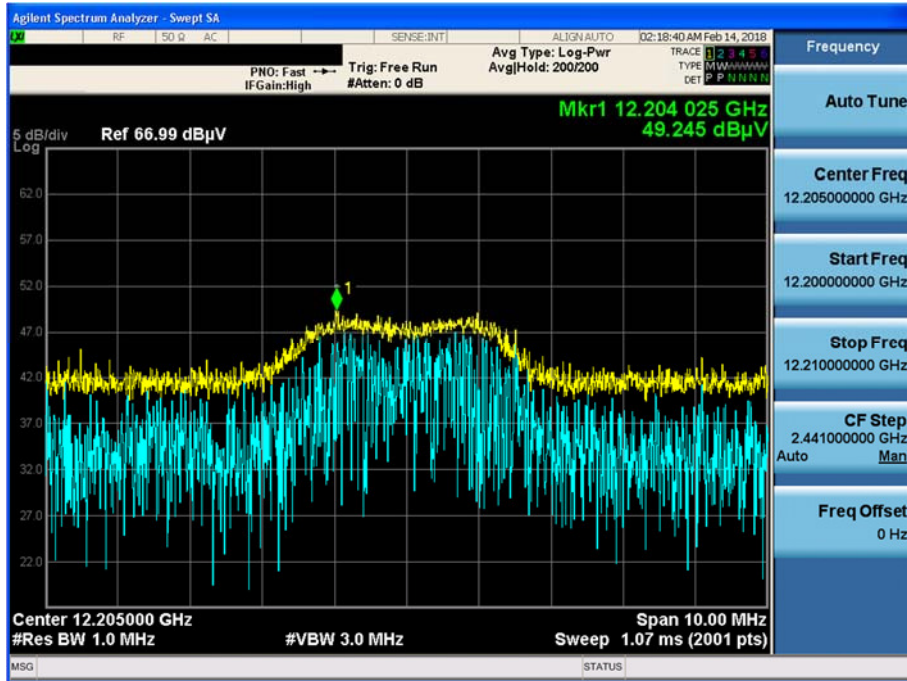 Agilent Spectrum Analyzer - Swept SA
RF 50 Ω AC SENSE:INT ALIGN AUTO 02:18:40 AM Feb 14, 2018
Frequency
Avg Type: Log-Pwr
TRACE 1 2 3 4 5 6
PNO: Fast Trig: Free Run Avg|Hold: 200/200
TYPE M W W W W W
IFGain:High #Atten: 0 dB
DET P P N N N N
Auto Tune
Mkr1 12.204 025 GHz
49.245 dBµV
5 dB/div Ref 66.99 dBµV
Log
62.0
57.0
52.0
47.0
42.0
37.0
32.0
27.0
22.0
1
Center Freq
12.205000000 GHz
Start Freq
12.200000000 GHz
Stop Freq
12.210000000 GHz
CF Step
2.441000000 GHz
Auto Man
Freq Offset
0 Hz
Center 12.205000 GHz Span 10.00 MHz
#Res BW 1.0 MHz #VBW 3.0 MHz Sweep 1.07 ms (2001 pts)
MSG STATUS